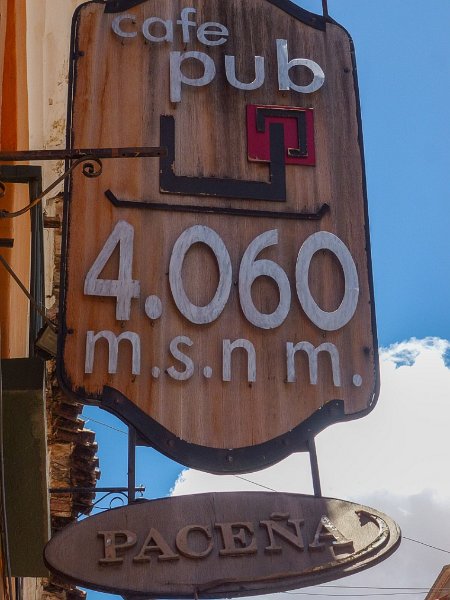 cafe
pub
4.060
m.s.n m.
PACEÑA